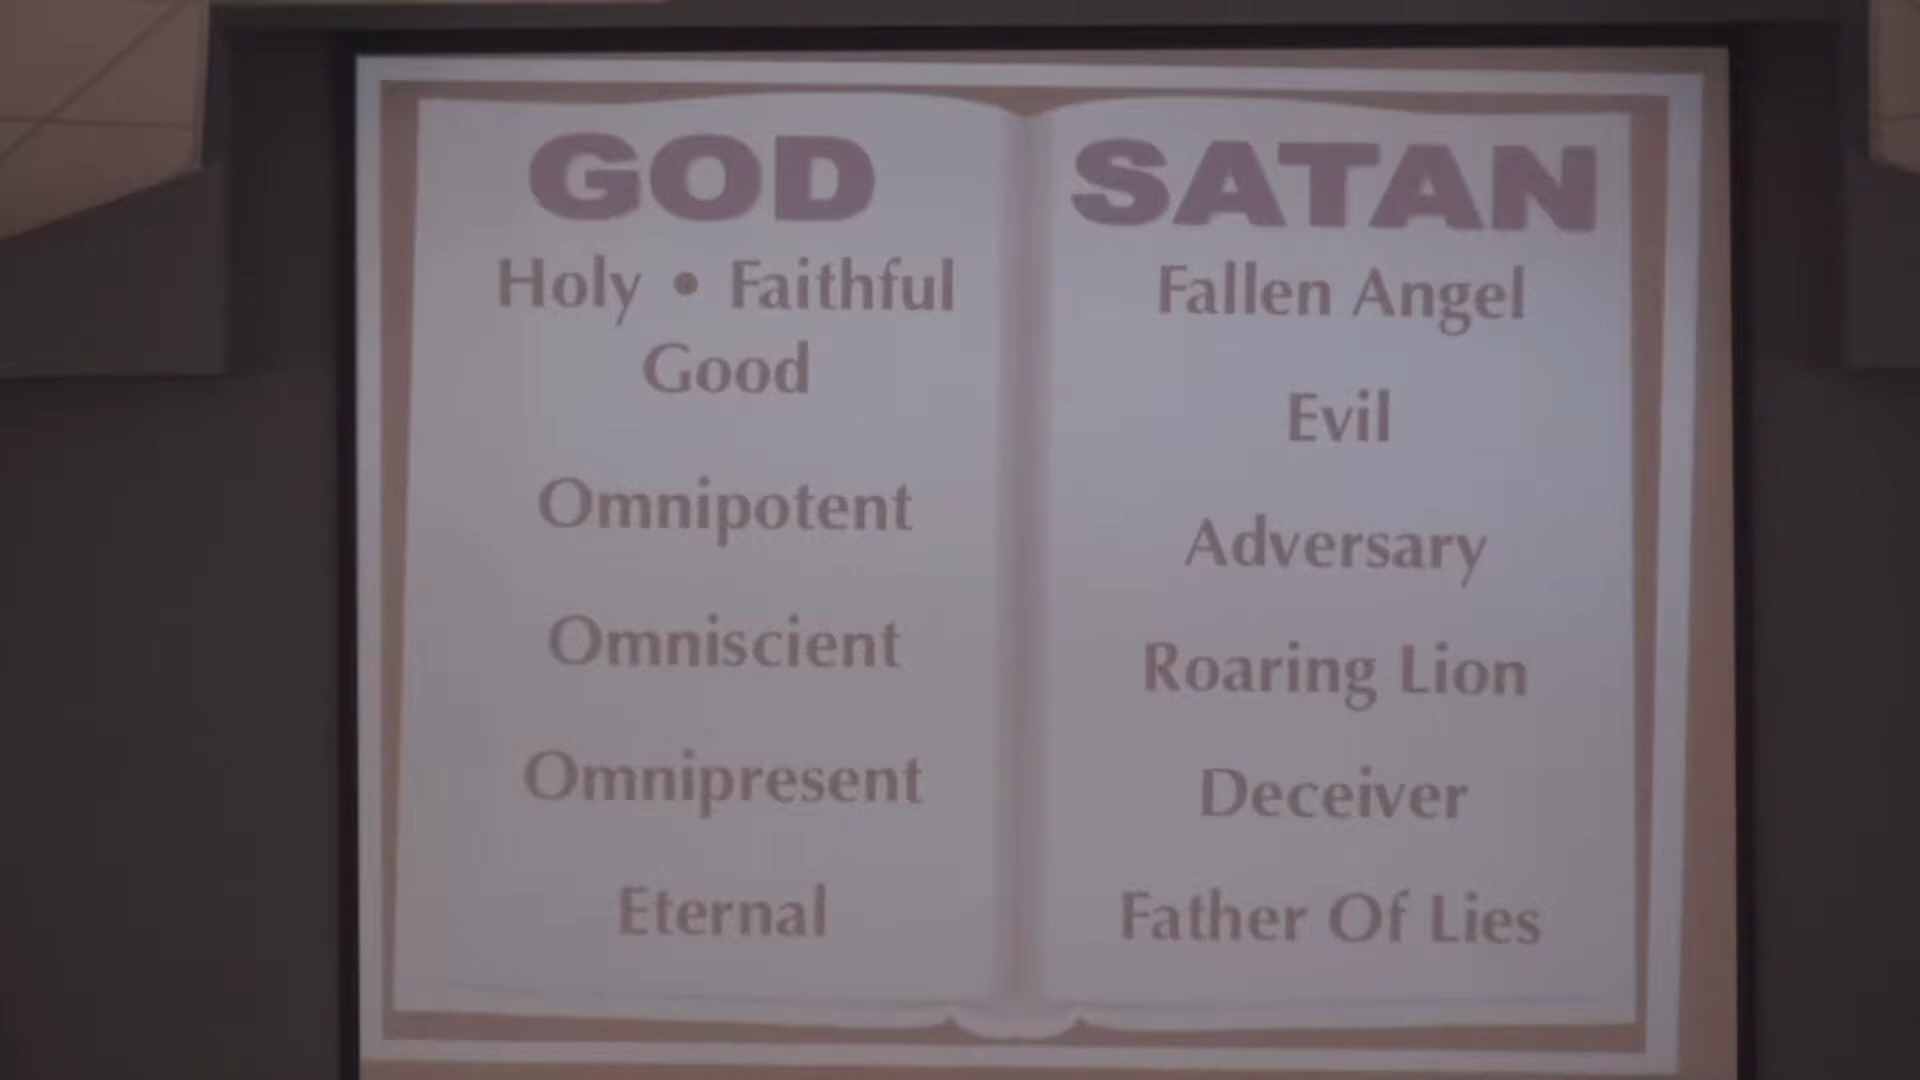 GOD
Holy • Faithful
Good
Omnipotent
Omniscient
Omnipresent
Eternal
SATAN
Fallen Angel
Evil
Adversary
Roaring Lion
Deceiver
Father Of Lies